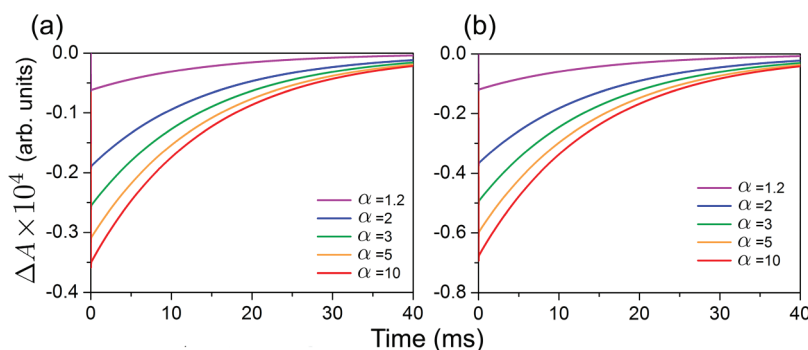 (a)
(b)
0.0
-0.1
-0.2
-0.3
-0.4
ΔA×10⁴ (arb. units)
α =1.2
α =2
α =3
α =5
α =10
0 10 20 30 40
0.0
-0.2
-0.4
-0.6
-0.8
α =1.2
α =2
α =3
α =5
α =10
0 10 20 30 40
Time (ms)